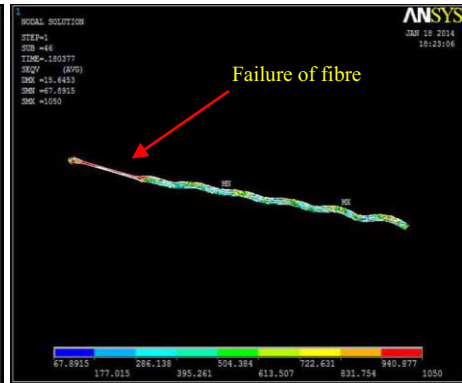 1
NODAL SOLUTION
STEP=1
SUB =46
TIME=.180377
SEQV (AVG)
DMX =15.6453
SMN =67.8915
SMX =1050
ANSYS
JAN 18 2014
18:23:06
Failure of fibre
MN
MX
67.8915 286.138 504.384 722.631 940.877
177.015 395.261 613.507 831.754 1050